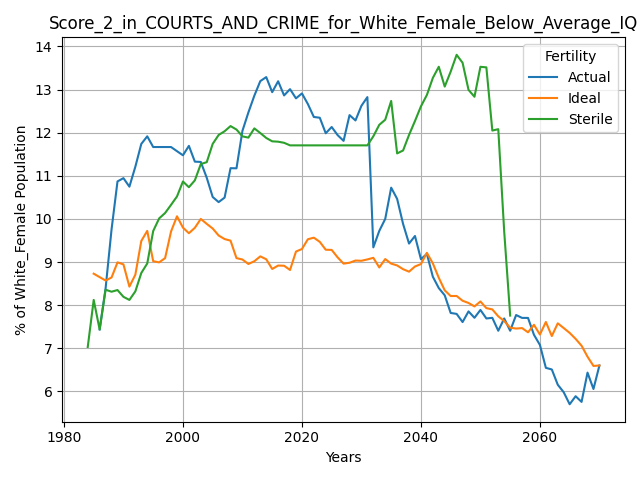 Score_2_in_COURTS_AND_CRIME_for_White_Female_Below_Average_IQ
Fertility
Actual
Ideal
Sterile
% of White_Female Population
14
13
12
11
10
9
8
7
6
1980
2000
2020
2040
2060
Years